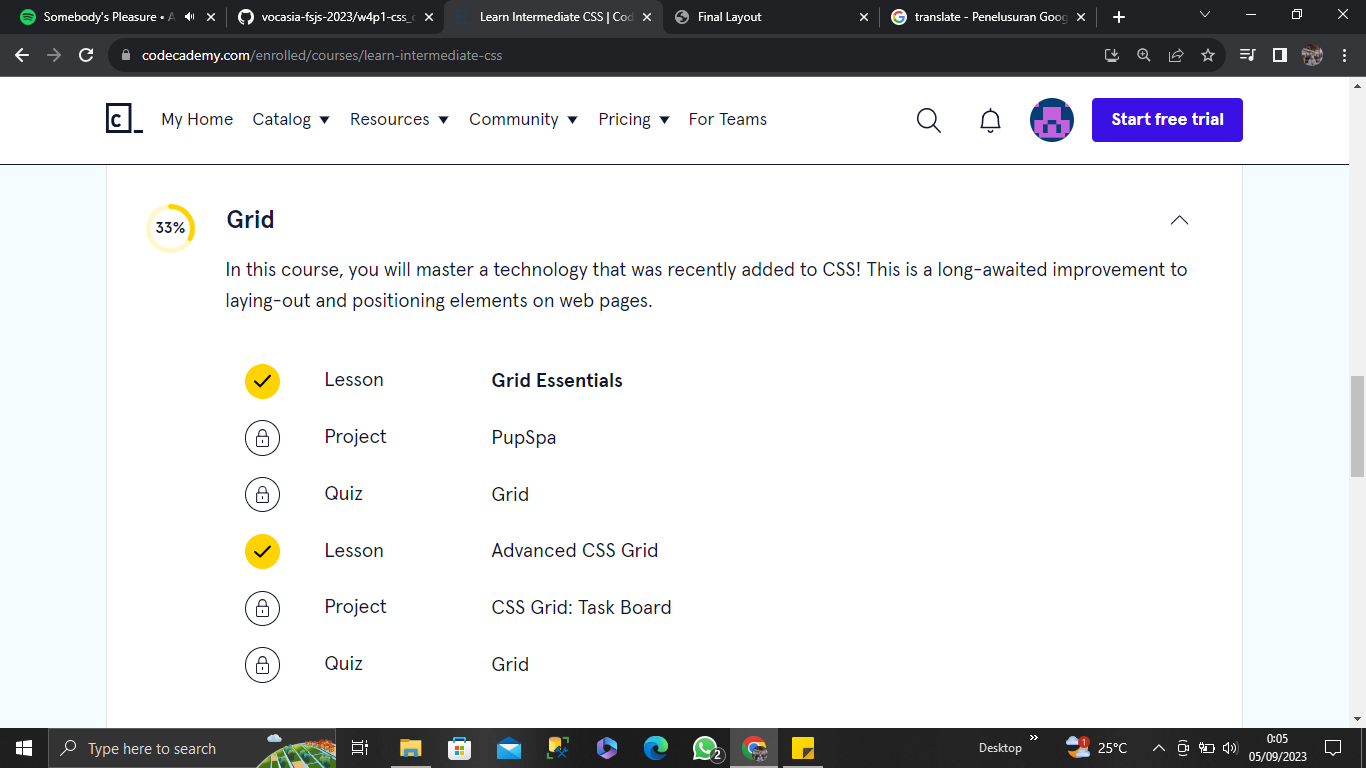 Somebody's Pleasure • A
vocasia-fsjs-2023/w4p1-css_c
Learn Intermediate CSS | Cod
Final Layout
translate - Penelusuran Goog
codecademy.com/enrolled/courses/learn-intermediate-css
c_ My Home Catalog Resources Community Pricing For Teams Start free trial
33% Grid
In this course, you will master a technology that was recently added to CSS! This is a long-awaited improvement to
laying-out and positioning elements on web pages.
Lesson Grid Essentials
Project PupSpa
Quiz Grid
Lesson Advanced CSS Grid
Project CSS Grid: Task Board
Quiz Grid
Type here to search 2 Desktop » 1 25°C 0:05
05/09/2023